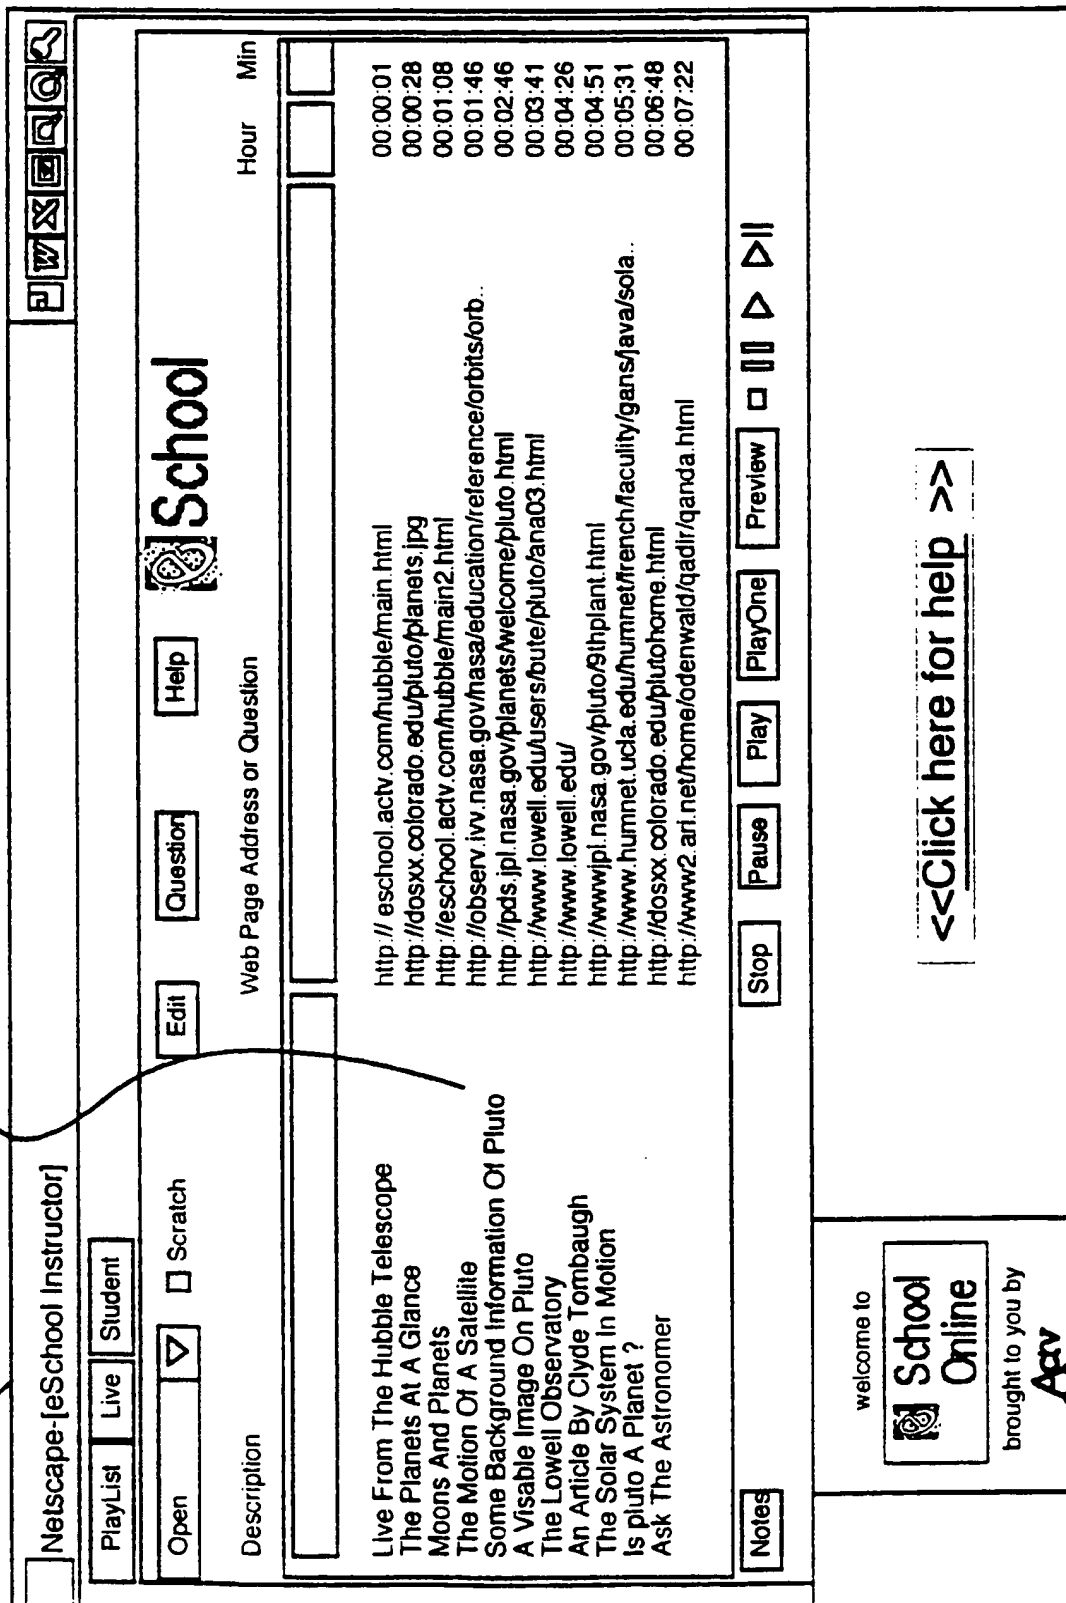 Netscape-[eSchool Instructor]
PlayList Live Student
Open Scratch Edit Question Help School
Description Web Page Address or Question Hour Min
Live From The Hubble Telescope http:// eschool.actv.com/hubble/main.html 00:00:01
The Planets At A Glance http://dosxx.colorado.edu/pluto/planets.jpg 00:00:28
Moons And Planets http://eschool.actv.com/hubble/main2.html 00:01:08
The Motion Of A Satellite http://observ.ivv.nasa.gov/nasa/education/reference/orbits/orb.. 00:01:46
Some Background Information Of Pluto http://pds.jpl.nasa.gov/planets/welcome/pluto.html 00:02:46
A Visable Image On Pluto http://www.lowell.edu/users/bute/pluto/ana03.html 00:03:41
The Lowell Observatory http://www.lowell.edu/ 00:04:26
An Article By Clyde Tombaugh http://wwwjpl.nasa.gov/pluto/9thplant.html 00:04:51
The Solar System In Motion http://www.humnet.ucla.edu/humnet/french/faculity/gans/java/sola.. 00:05;31
Is pluto A Planet ? http://dosxx.colorado.edu/plutohome.html 00:06:48
Ask The Astronomer http://www2.ari.net/home/odenwald/qadir/qanda.html 00:07:22
Notes Stop Pause Play PlayOne Preview
welcome to
School
Online
brought to you by
Actv
<<Click here for help >>